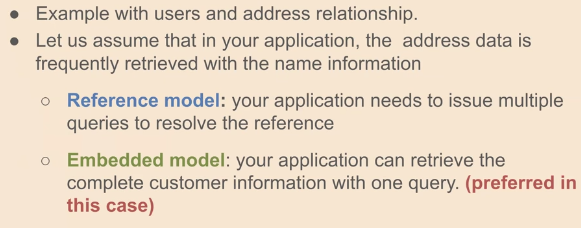 ● Example with users and address relationship.
● Let us assume that in your application, the  address data is
frequently retrieved with the name information
○ Reference model: your application needs to issue multiple
queries to resolve the reference
○ Embedded model: your application can retrieve the
complete customer information with one query. (preferred in
this case)